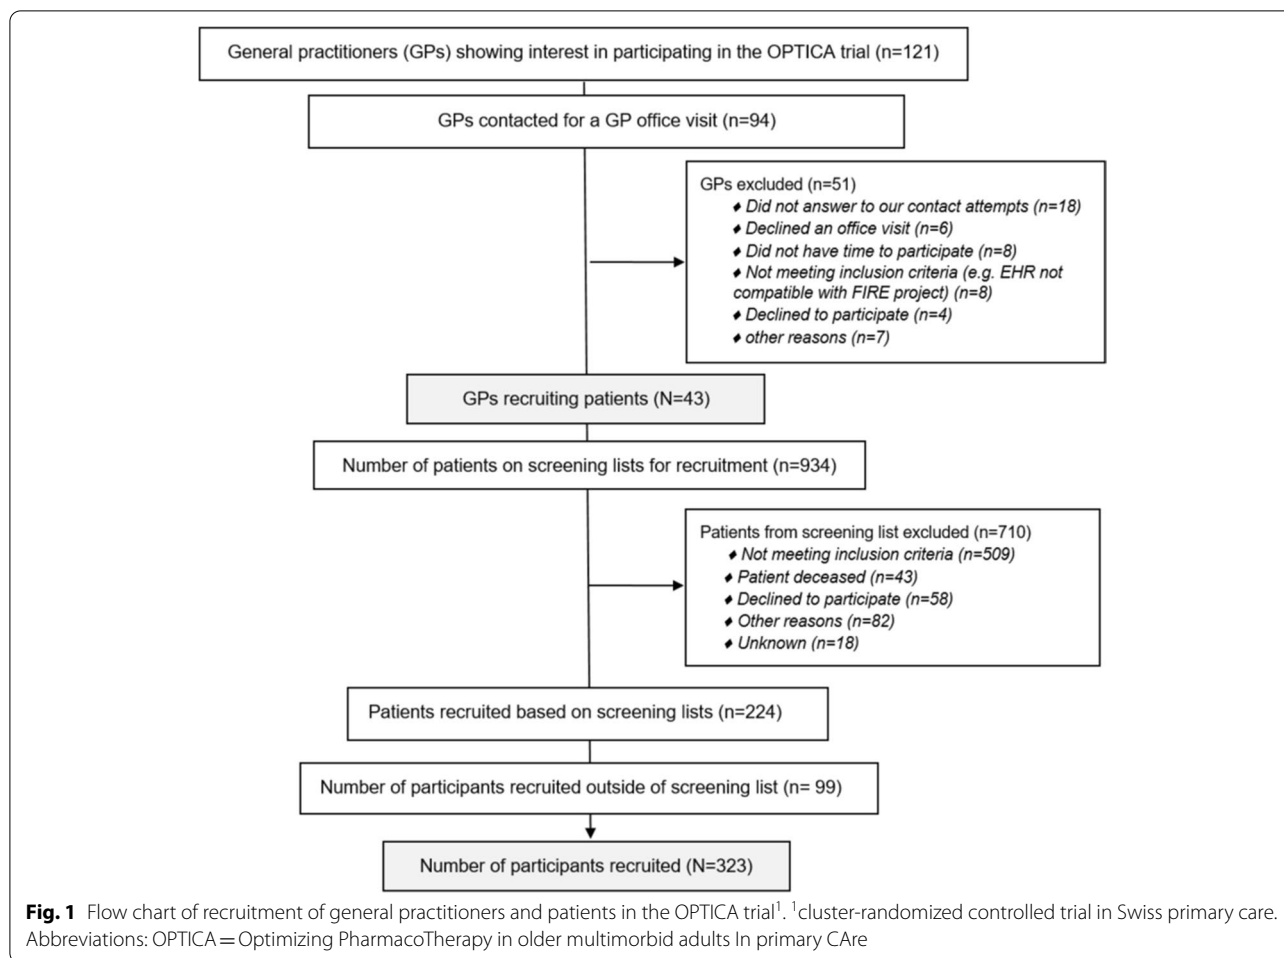 General practitioners (GPs) showing interest in participating in the OPTICA trial (n=121)
GPs contacted for a GP office visit (n=94)
GPs excluded (n=51)
♦ Did not answer to our contact attempts (n=18)
♦ Declined an office visit (n=6)
♦ Did not have time to participate (n=8)
♦ Not meeting inclusion criteria (e.g. EHR not
compatible with FIRE project) (n=8)
♦ Declined to participate (n=4)
♦ other reasons (n=7)
GPs recruiting patients (N=43)
Number of patients on screening lists for recruitment (n=934)
Patients from screening list excluded (n=710)
♦ Not meeting inclusion criteria (n=509)
♦ Patient deceased (n=43)
♦ Declined to participate (n=58)
♦ Other reasons (n=82)
♦ Unknown (n=18)
Patients recruited based on screening lists (n=224)
Number of participants recruited outside of screening list (n= 99)
Number of participants recruited (N=323)
Fig. 1 Flow chart of recruitment of general practitioners and patients in the OPTICA trial¹. ¹cluster-randomized controlled trial in Swiss primary care.
Abbreviations: OPTICA = Optimizing PharmacoTherapy in older multimorbid adults In primary CAre